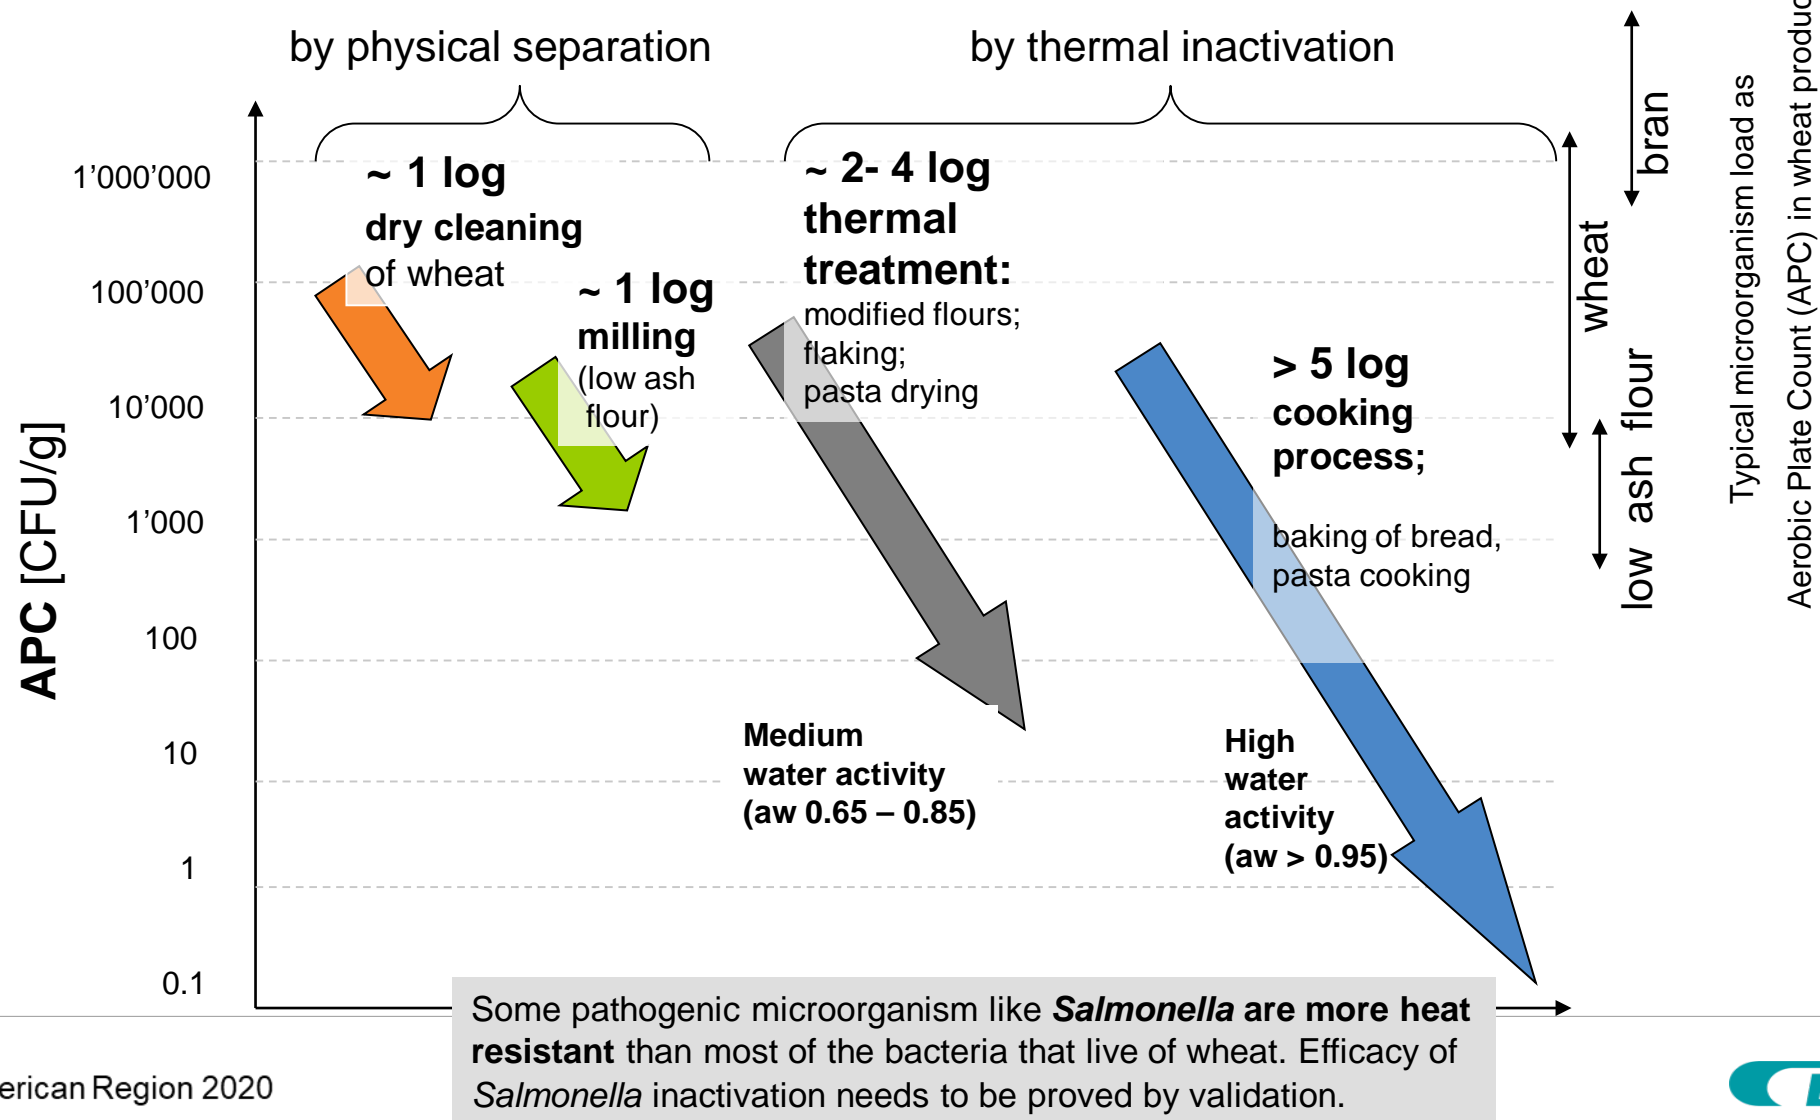 by physical separation
by thermal inactivation
APC [CFU/g]
1’000’000
100’000
10’000
1’000
100
10
1
0.1
~ 1 log
dry cleaning
of wheat
~ 1 log
milling
(low ash
flour)
~ 2- 4 log
thermal
treatment:
modified flours;
flaking;
pasta drying
Medium
water activity
(aw 0.65 – 0.85)
> 5 log
cooking
process;
baking of bread,
pasta cooking
High
water
activity
(aw > 0.95)
bran
wheat
low ash flour
Typical microorganism load as
Aerobic Plate Count (APC) in wheat
Some pathogenic microorganism like Salmonella are more heat
resistant than most of the bacteria that live of wheat. Efficacy of
Salmonella inactivation needs to be proved by validation.
Region 2020